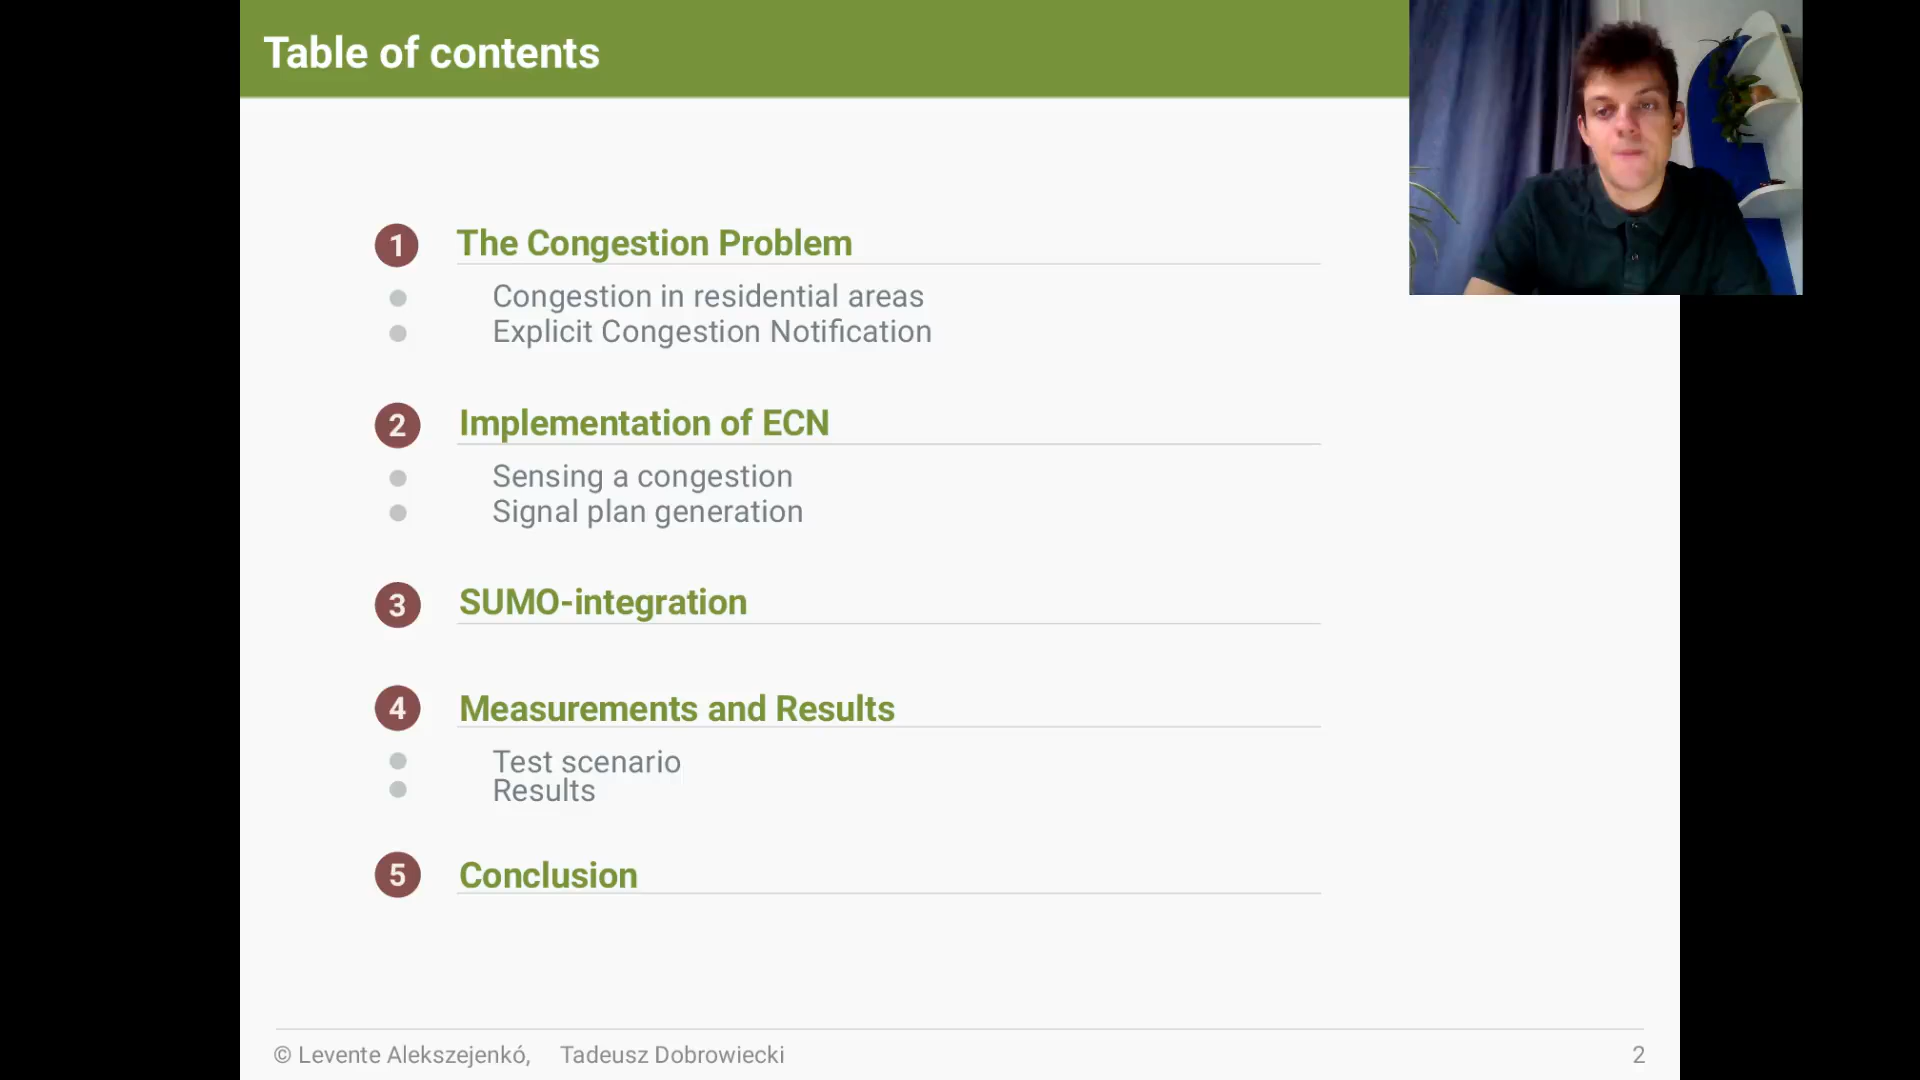 Table of contents
1 The Congestion Problem
Congestion in residential areas
Explicit Congestion Notification
2 Implementation of ECN
Sensing a congestion
Signal plan generation
3 SUMO-integration
4 Measurements and Results
Test scenario
Results
5 Conclusion
© Levente Alekszejenkó, Tadeusz Dobrowiecki 2